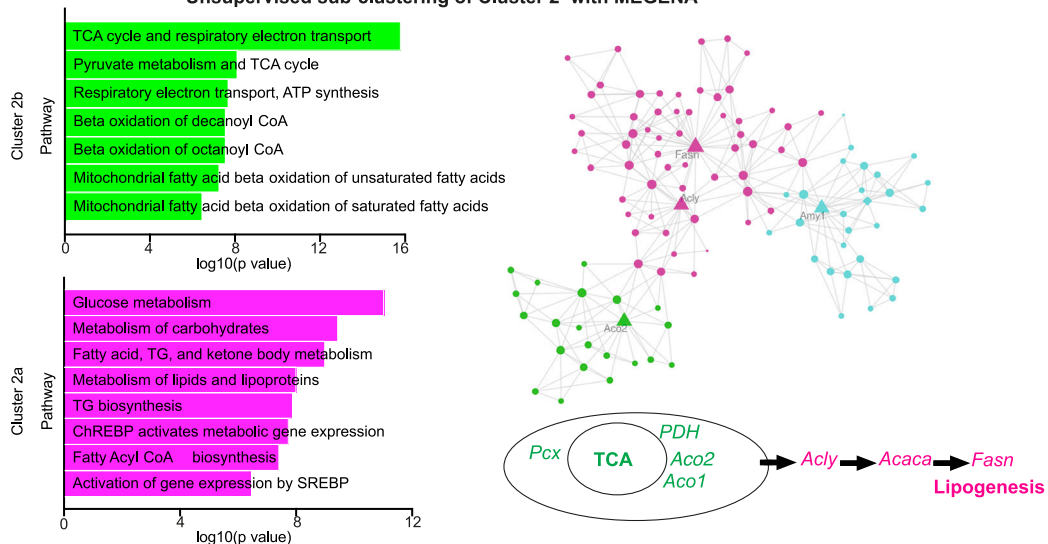 Unsupervised sub-clustering of Cluster 2 with MEGENA
Cluster 2b
Pathway
TCA cycle and respiratory electron transport
Pyruvate metabolism and TCA cycle
Respiratory electron transport, ATP synthesis
Beta oxidation of decanoyl CoA
Beta oxidation of octanoyl CoA
Mitochondrial fatty acid beta oxidation of unsaturated fatty acids
Mitochondrial fatty acid beta oxidation of saturated fatty acids
0 4 8 12 16
log10(p value)
Cluster 2a
Pathway
Glucose metabolism
Metabolism of carbohydrates
Fatty acid, TG, and ketone body metabolism
Metabolism of lipids and lipoproteins
TG biosynthesis
ChREBP activates metabolic gene expression
Fatty Acyl CoA biosynthesis
Activation of gene expression by SREBP
0 4 8 12
log10(p value)
Fasn
Acly
Amy1
Aco2
Pcx
TCA
PDH
Aco2
Aco1
Acly
Acaca
Fasn
Lipogenesis